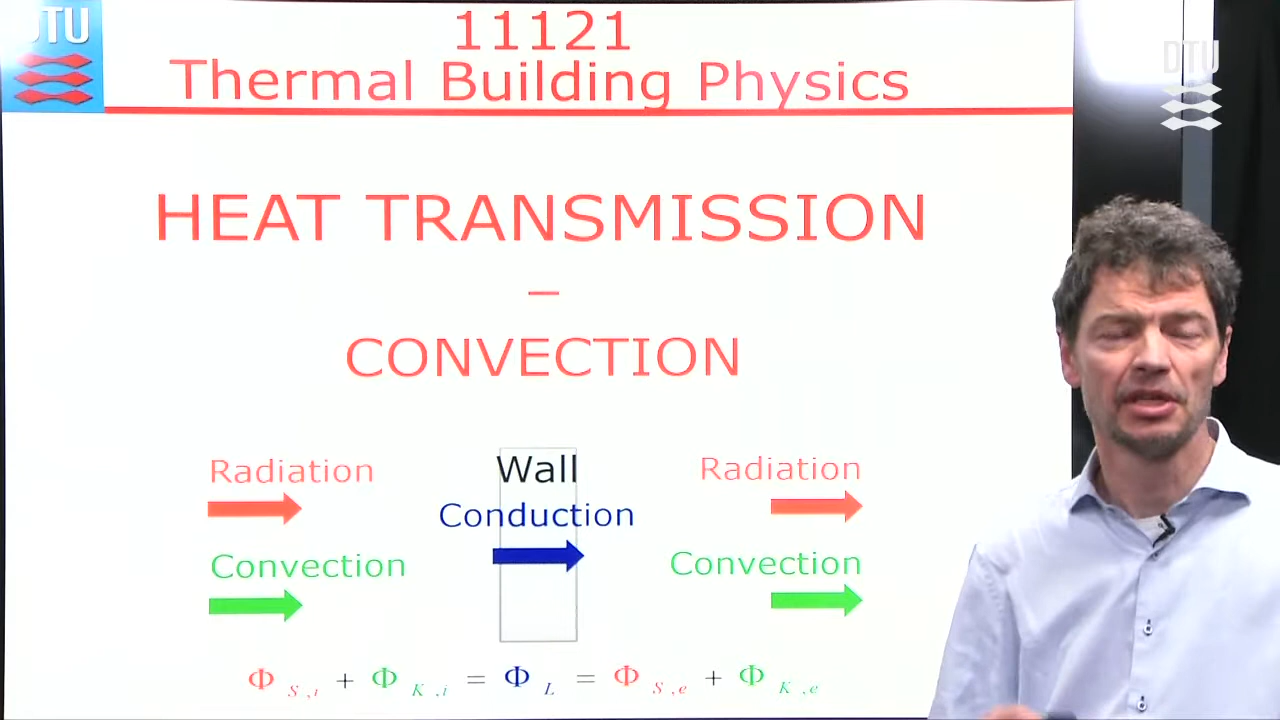 DTU
11121
Thermal Building Physics
DTU
HEAT TRANSMISSION
–
CONVECTION
Radiation
Wall
Radiation
Conduction
Convection
Convection
Φ S,i + Φ K,i = Φ L = Φ S,e + Φ K,e